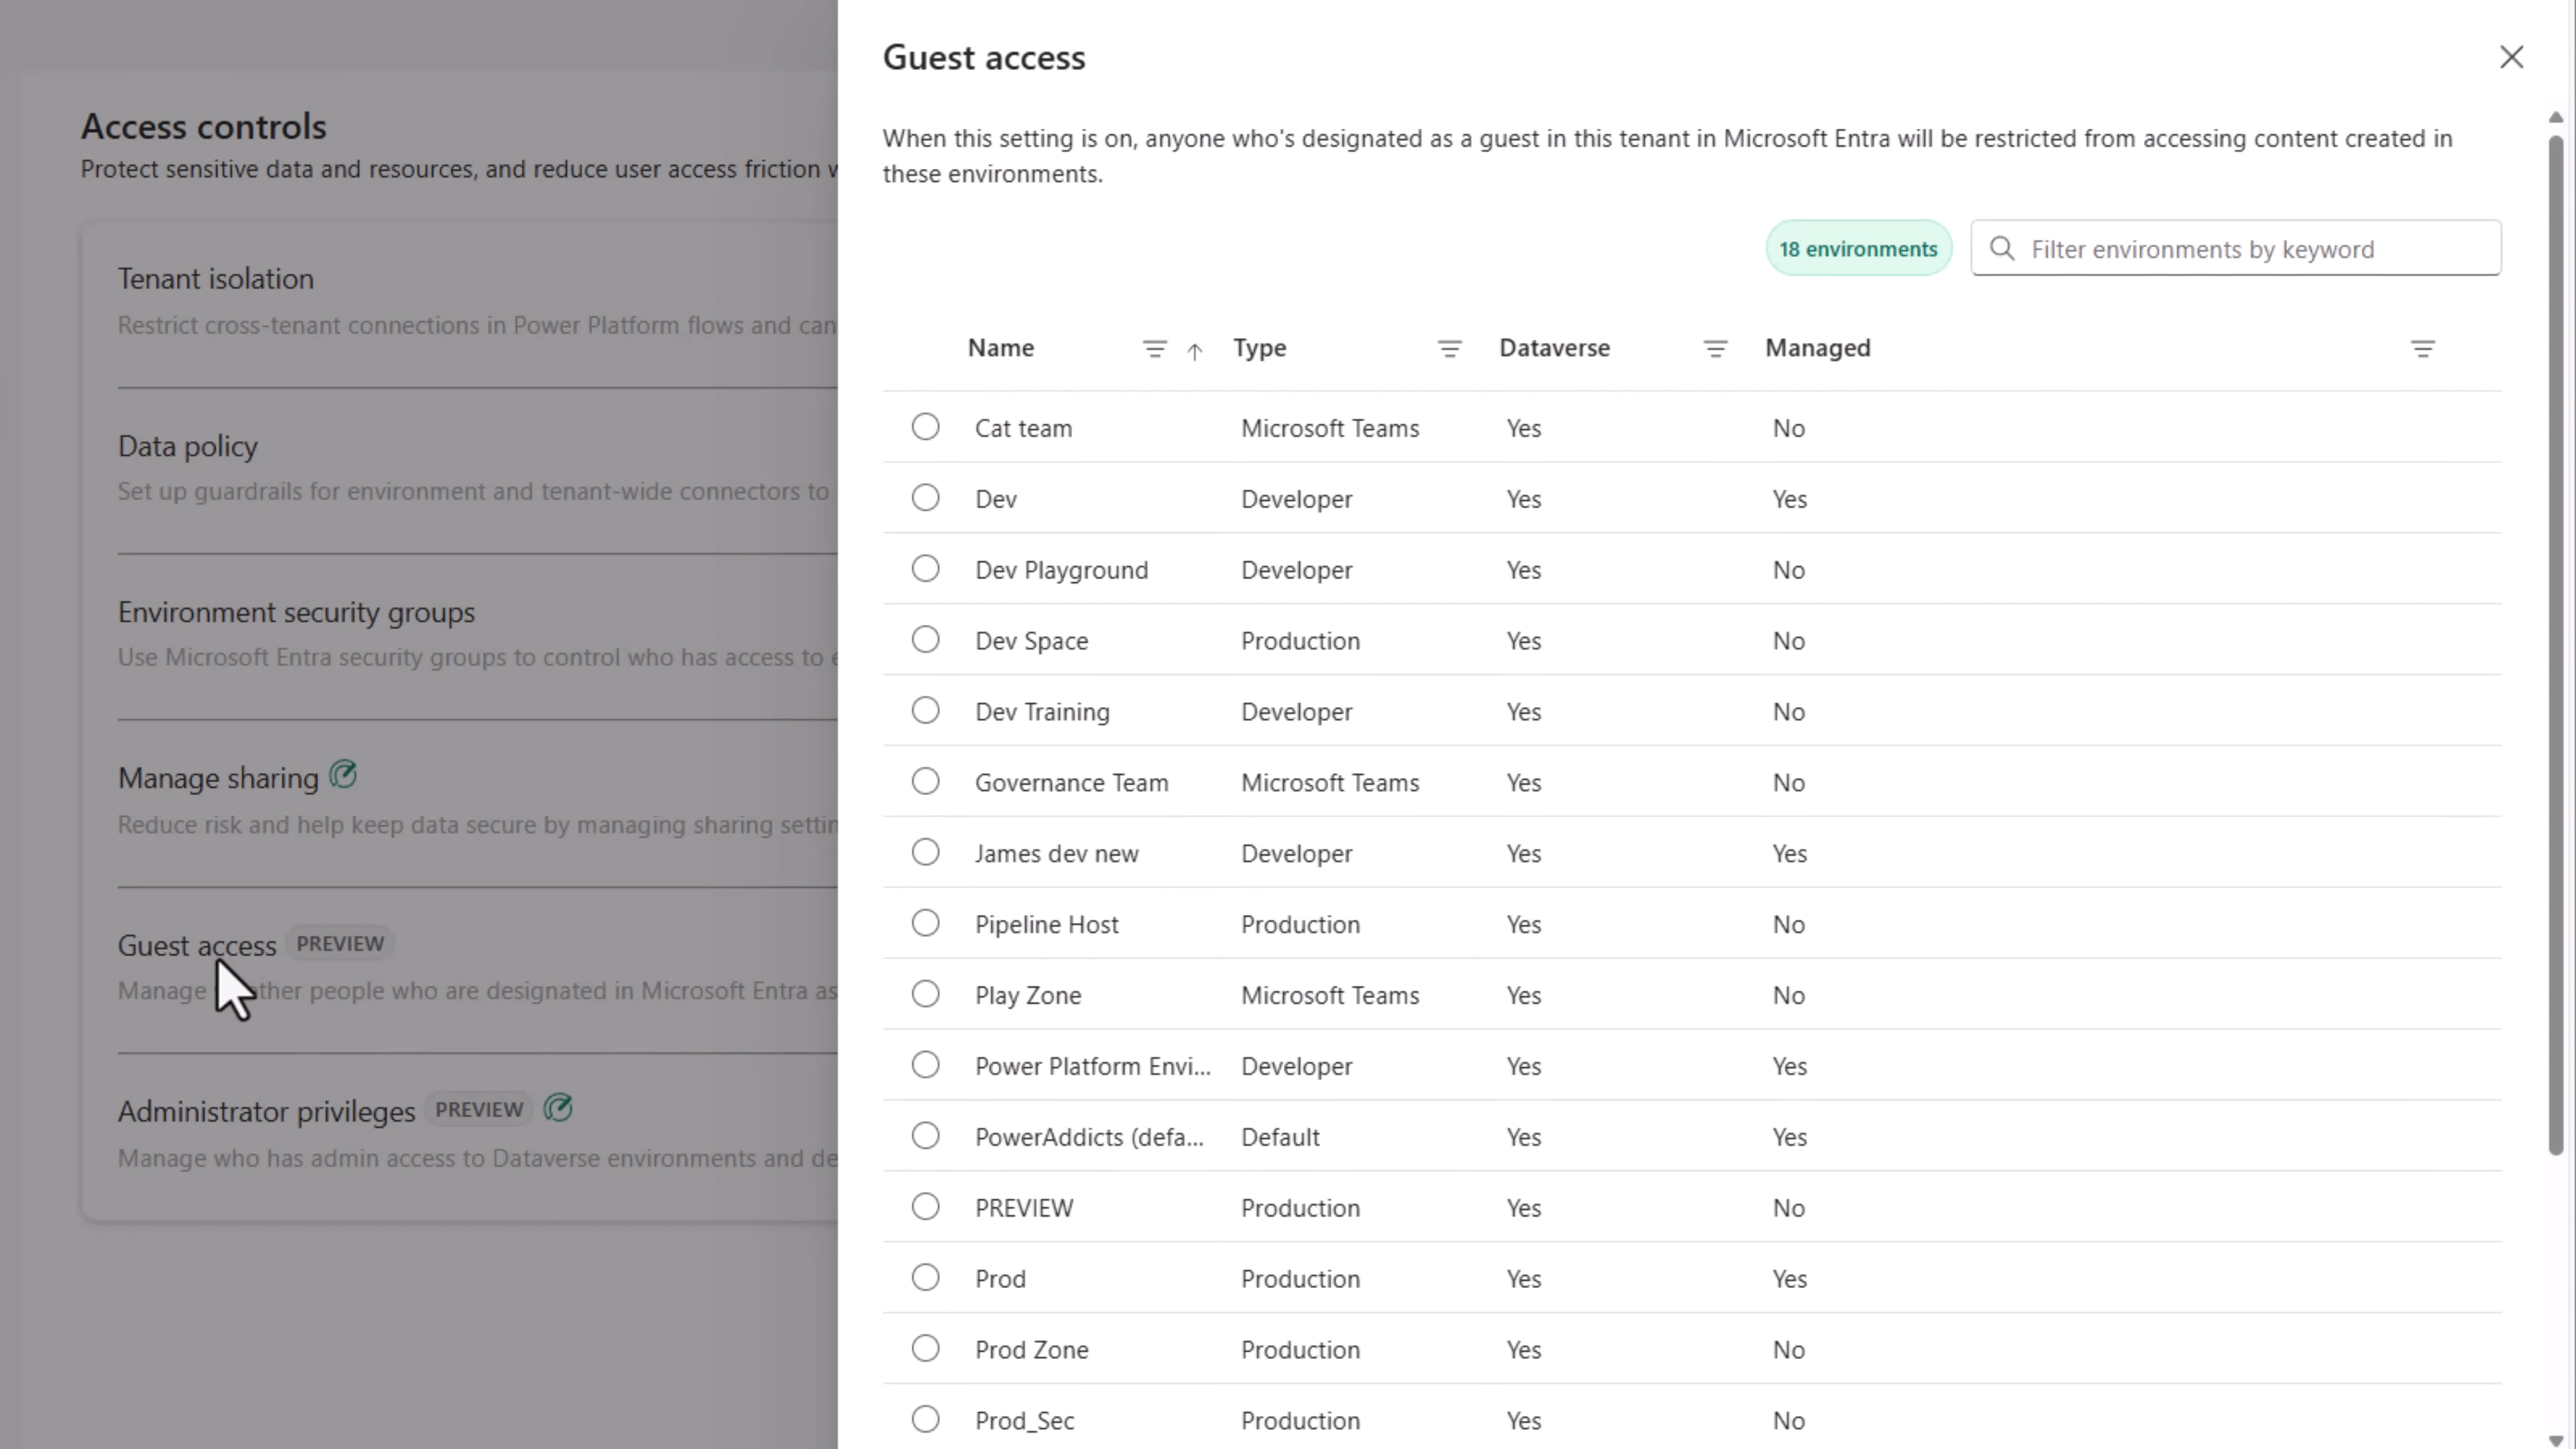 Access controls
Protect sensitive data and resources, and reduce user access friction
Tenant isolation
Restrict cross-tenant connections in Power Platform flows and can
Data policy
Set up guardrails for environment and tenant-wide connectors to
Environment security groups
Use Microsoft Entra security groups to control who has access to
Manage sharing
Reduce risk and help keep data secure by managing sharing settin
Guest access PREVIEW
Manage other people who are designated in Microsoft Entra as
Administrator privileges PREVIEW
Manage who has admin access to Dataverse environments and de
Guest access
When this setting is on, anyone who's designated as a guest in this tenant in Microsoft Entra will be restricted from accessing content created in
these environments.
18 environments Filter environments by keyword
Name Type Dataverse Managed
Cat team Microsoft Teams Yes No
Dev Developer Yes Yes
Dev Playground Developer Yes No
Dev Space Production Yes No
Dev Training Developer Yes No
Governance Team Microsoft Teams Yes No
James dev new Developer Yes Yes
Pipeline Host Production Yes No
Play Zone Microsoft Teams Yes No
Power Platform Envi... Developer Yes Yes
PowerAddicts (defa... Default Yes Yes
PREVIEW Production Yes No
Prod Production Yes Yes
Prod Zone Production Yes No
Prod_Sec Production Yes No